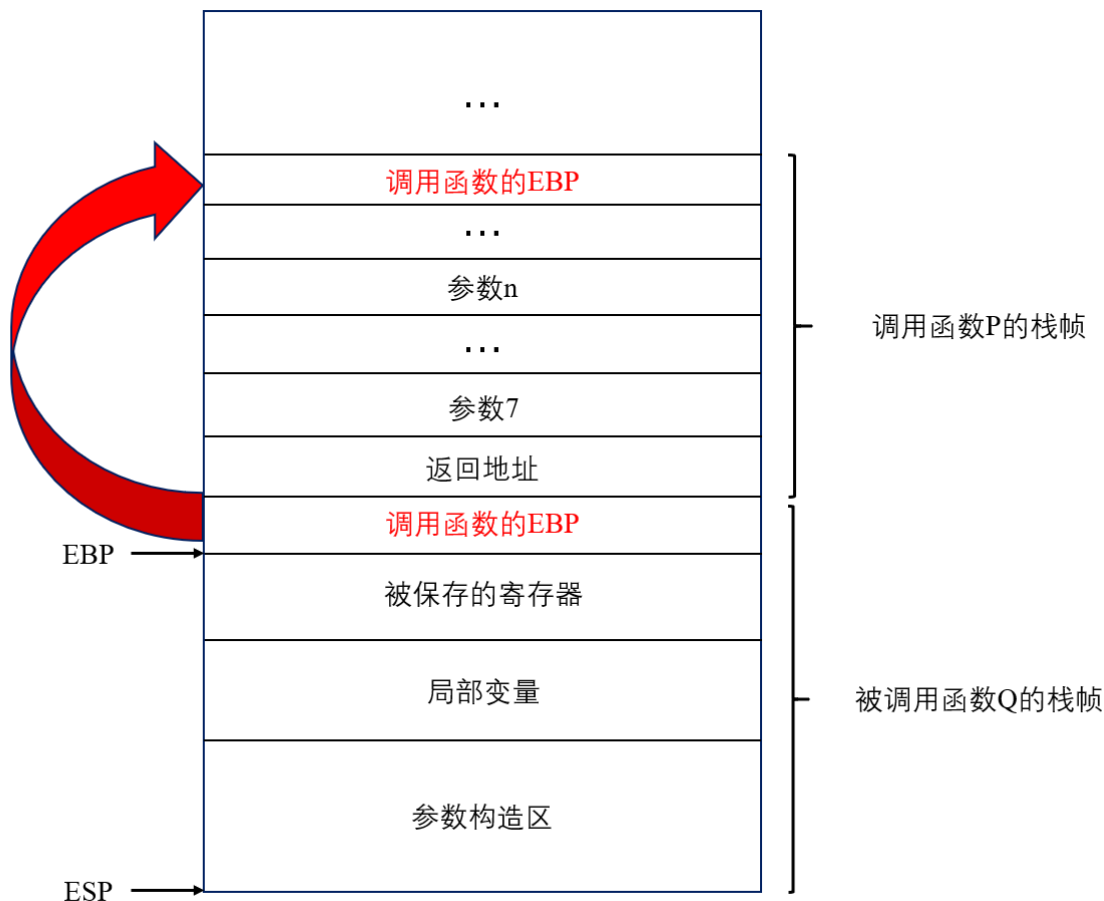 …
调用函数的EBP
…
参数n
调用函数P的栈帧
…
参数7
返回地址
调用函数的EBP
EBP
被保存的寄存器
局部变量
被调用函数Q的栈帧
参数构造区
ESP